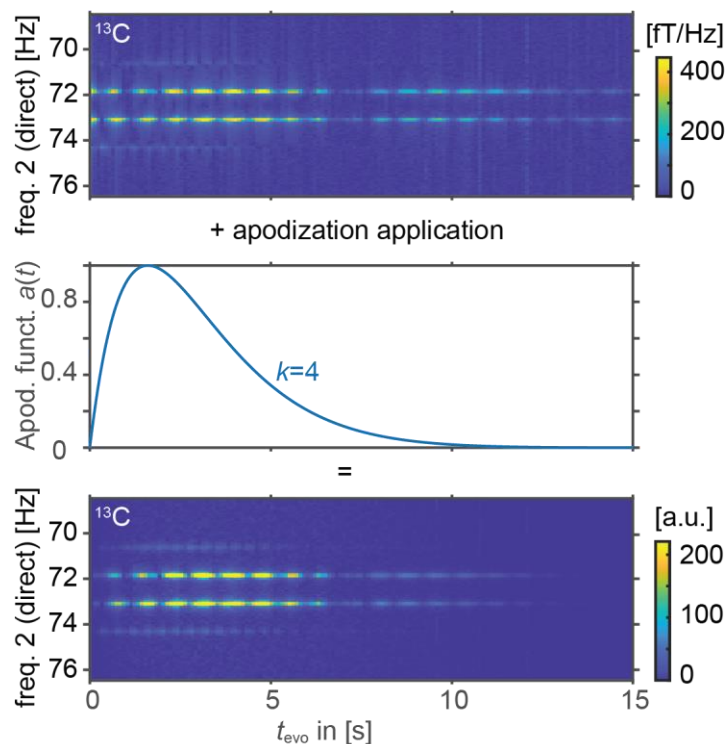 ¹³C
[fT/Hz]
freq. 2 (direct) [Hz]
70
72
74
76
400
200
0
+ apodization application
Apod. funct. a(t)
0.8
0.4
0
k=4
=
¹³C
[a.u.]
freq. 2 (direct) [Hz]
70
72
74
76
200
100
0
0
5
10
15
t_evo in [s]